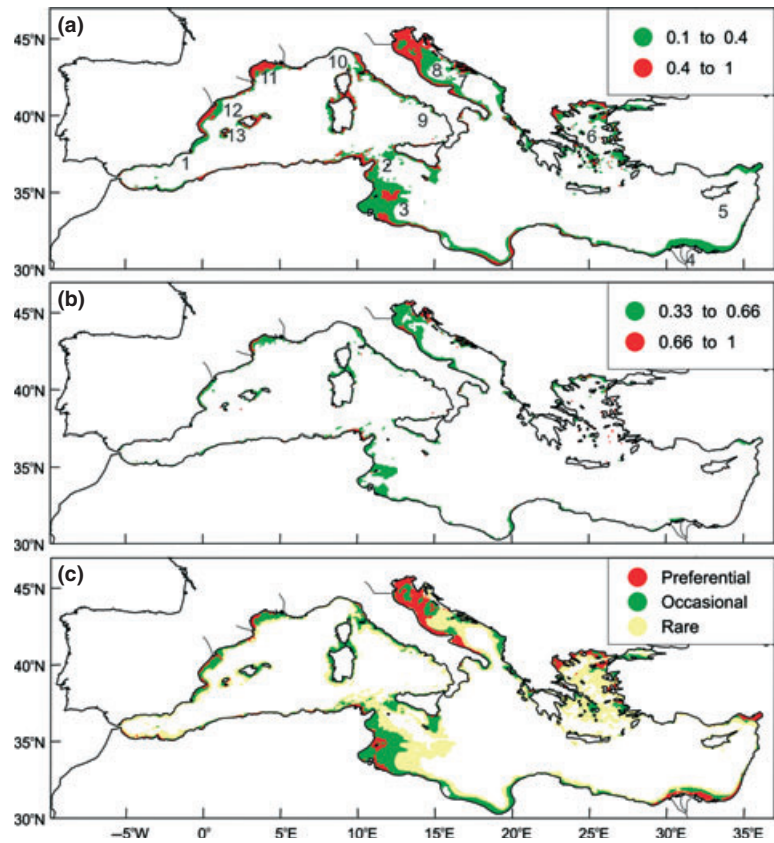 (a)
0.1 to 0.4
0.4 to 1
45°N
40°N
35°N
30°N
1
2
3
4
5
6
7
8
9
10
11
12
13
(b)
0.33 to 0.66
0.66 to 1
45°N
40°N
35°N
30°N
(c)
Preferential
Occasional
Rare
45°N
40°N
35°N
30°N
–5°W 0° 5°E 10°E 15°E 20°E 25°E 30°E 35°E